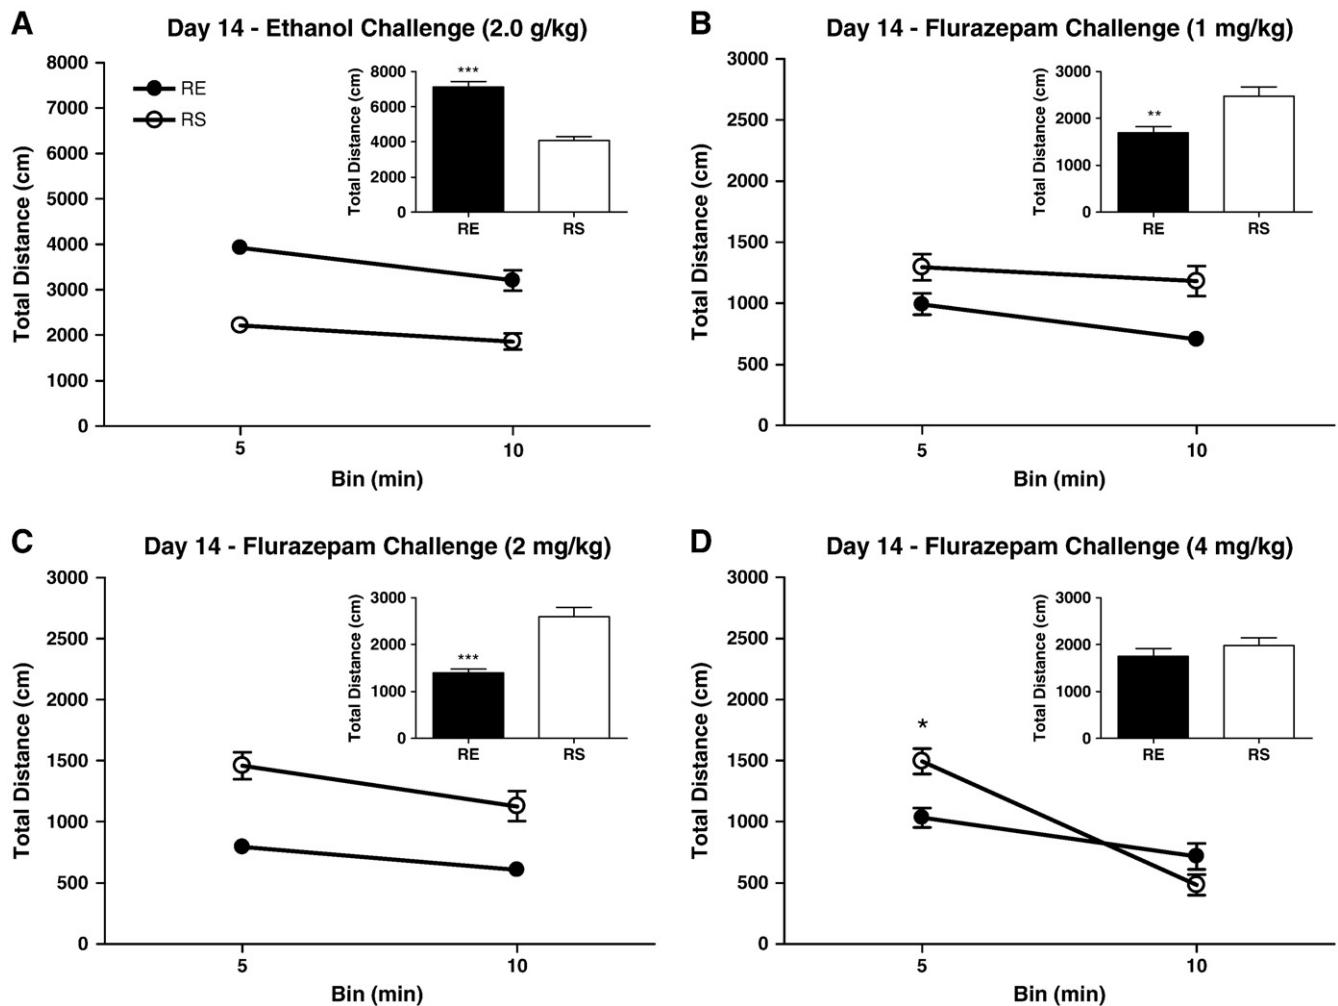 A
Day 14 - Ethanol Challenge (2.0 g/kg)
8000
7000
6000
5000
4000
3000
2000
1000
0
Total Distance (cm)
RE
RS
5
10
Bin (min)
8000
6000
4000
2000
0
Total Distance (cm)
***
RE
RS
B
Day 14 - Flurazepam Challenge (1 mg/kg)
3000
2500
2000
1500
1000
500
0
Total Distance (cm)
5
10
Bin (min)
3000
2000
1000
0
Total Distance (cm)
**
RE
RS
C
Day 14 - Flurazepam Challenge (2 mg/kg)
3000
2500
2000
1500
1000
500
0
Total Distance (cm)
5
10
Bin (min)
3000
2000
1000
0
Total Distance (cm)
***
RE
RS
D
Day 14 - Flurazepam Challenge (4 mg/kg)
3000
2500
2000
1500
1000
500
0
Total Distance (cm)
*
5
10
Bin (min)
3000
2000
1000
0
Total Distance (cm)
RE
RS